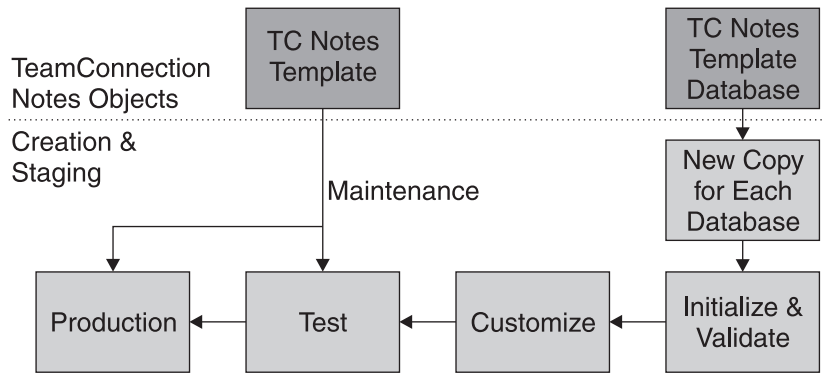 TeamConnection
Notes Objects
TC Notes
Template
TC Notes
Template
Database
Creation &
Staging
Maintenance
New Copy
for Each
Database
Production
Test
Customize
Initialize &
Validate